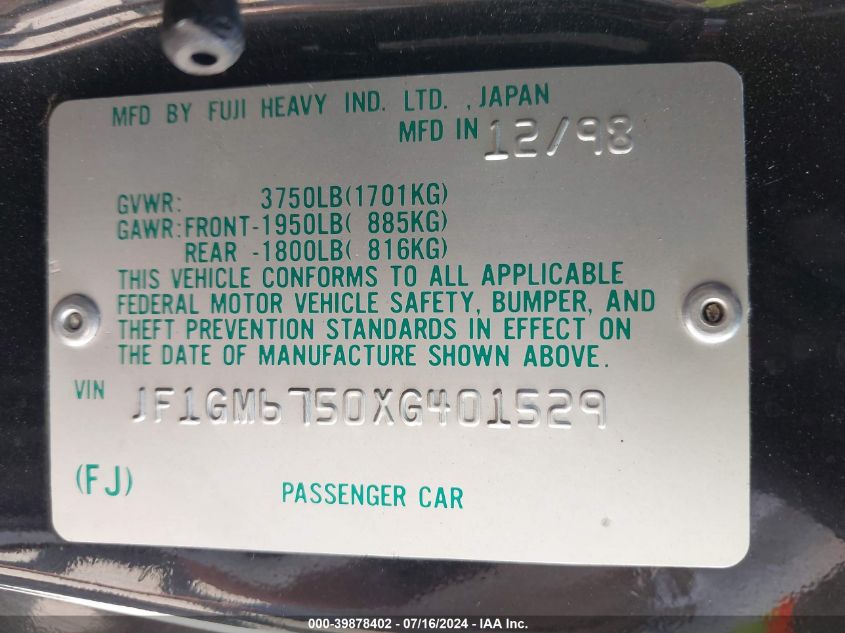 MFD BY FUJI HEAVY IND. LTD. , JAPAN
MFD IN 12/98
GVWR: 3750LB(1701KG)
GAWR:FRONT-1950LB( 885KG)
REAR -1800LB( 816KG)
THIS VEHICLE CONFORMS TO ALL APPLICABLE
FEDERAL MOTOR VEHICLE SAFETY, BUMPER, AND
THEFT PREVENTION STANDARDS IN EFFECT ON
THE DATE OF MANUFACTURE SHOWN ABOVE.
VIN JF1GM6750XG401529
(FJ)
PASSENGER CAR
000-39878402 - 07/16/2024 - IAA Inc.